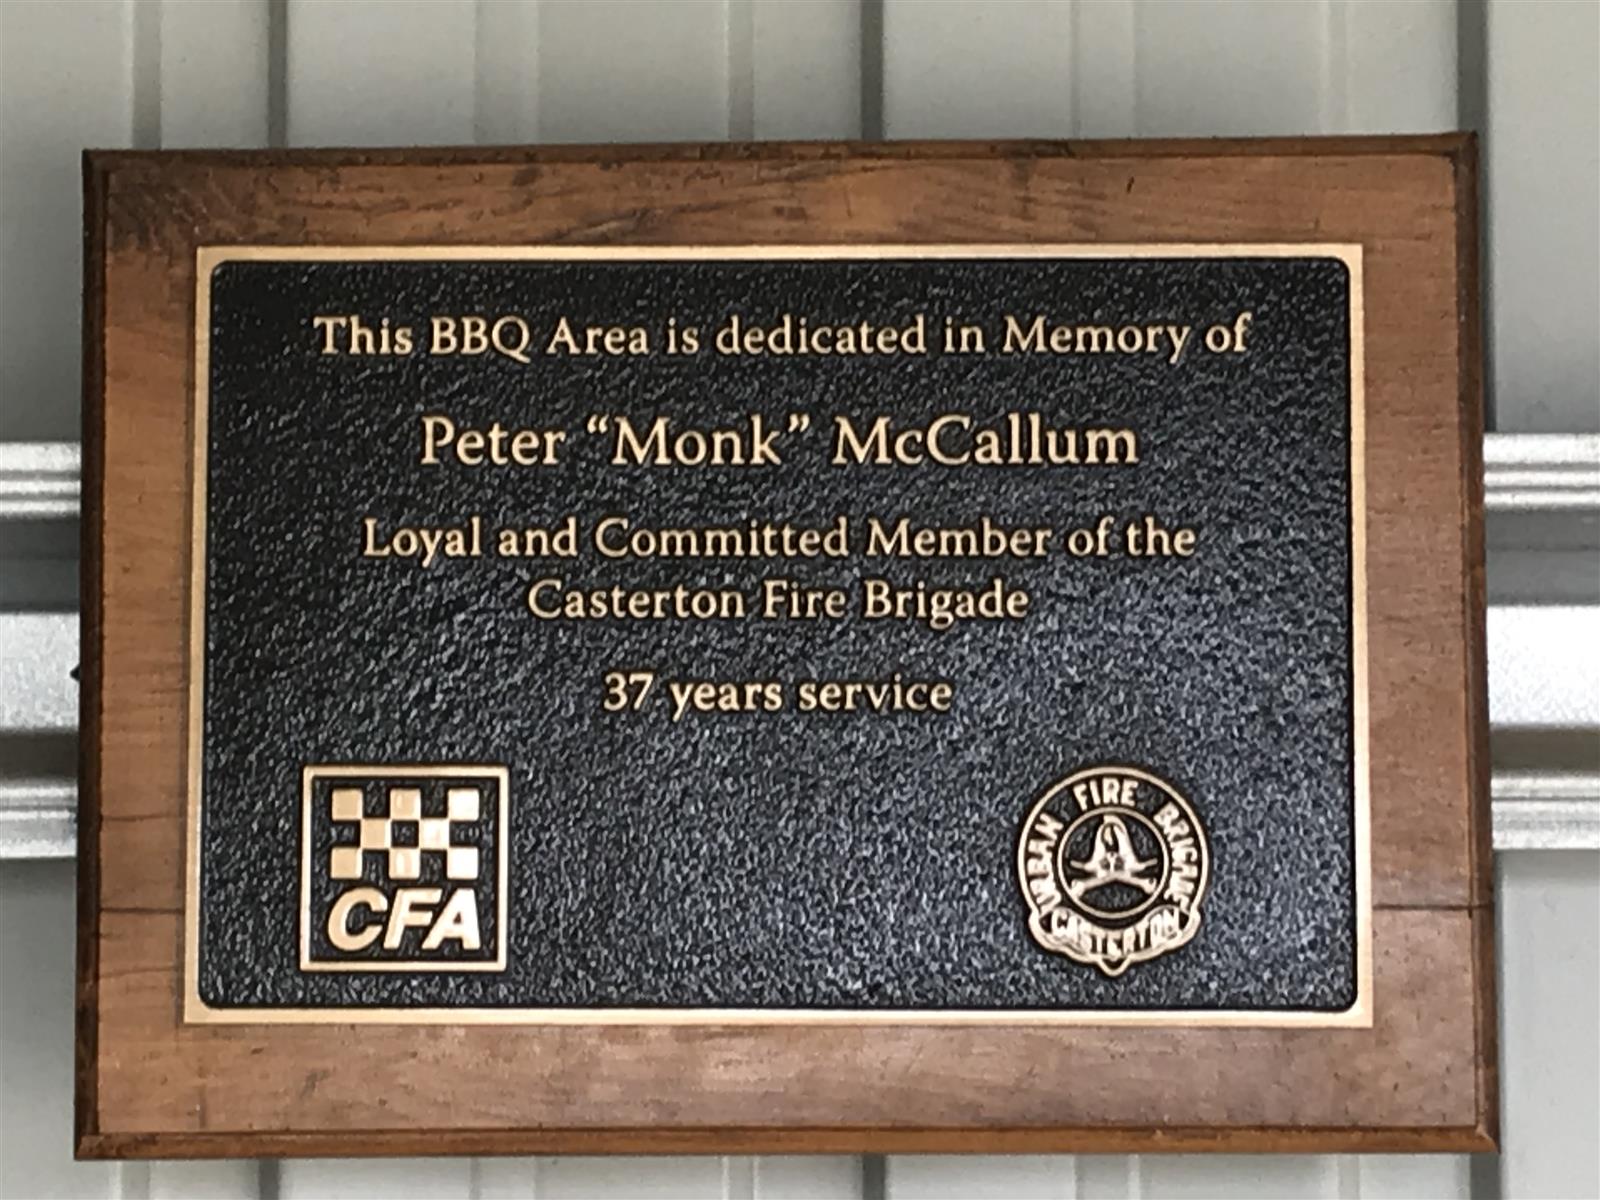 This BBQ Area is dedicated in Memory of
Peter “Monk” McCallum
Loyal and Committed Member of the
Casterton Fire Brigade
37 years service
CFA
URBAN FIRE BRIGADE
CASTERTON